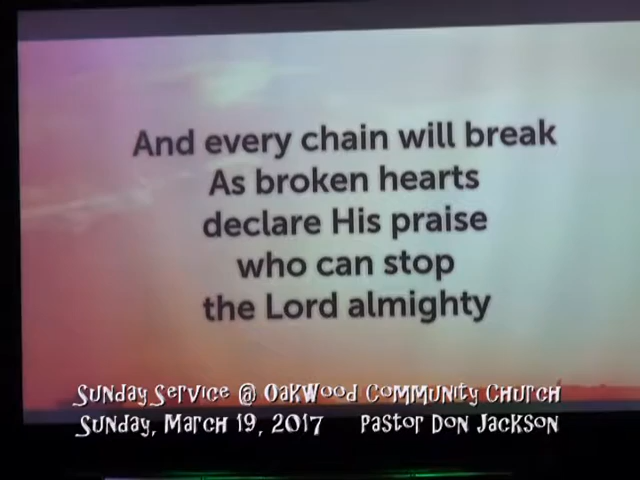 And every chain will break
As broken hearts
declare His praise
who can stop
the Lord almighty
Sunday Service @ OakWood Community Church
Sunday, March 19, 2017 Pastor Don Jackson